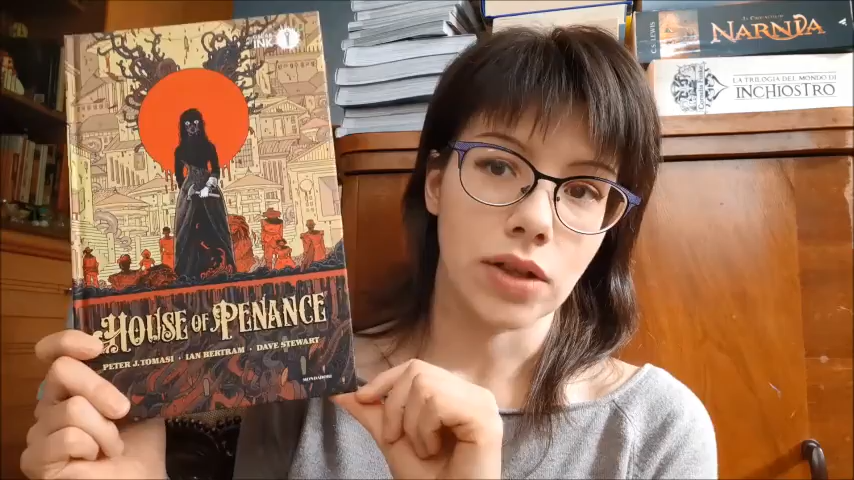 INK
HOUSE OF PENANCE
PETER J. TOMASI • IAN BERTRAM • DAVE STEWART
MONDADORI
C.S. LEWIS
NARNIA
LA TRILOGIA DEL MONDO DI
INCHIOSTRO